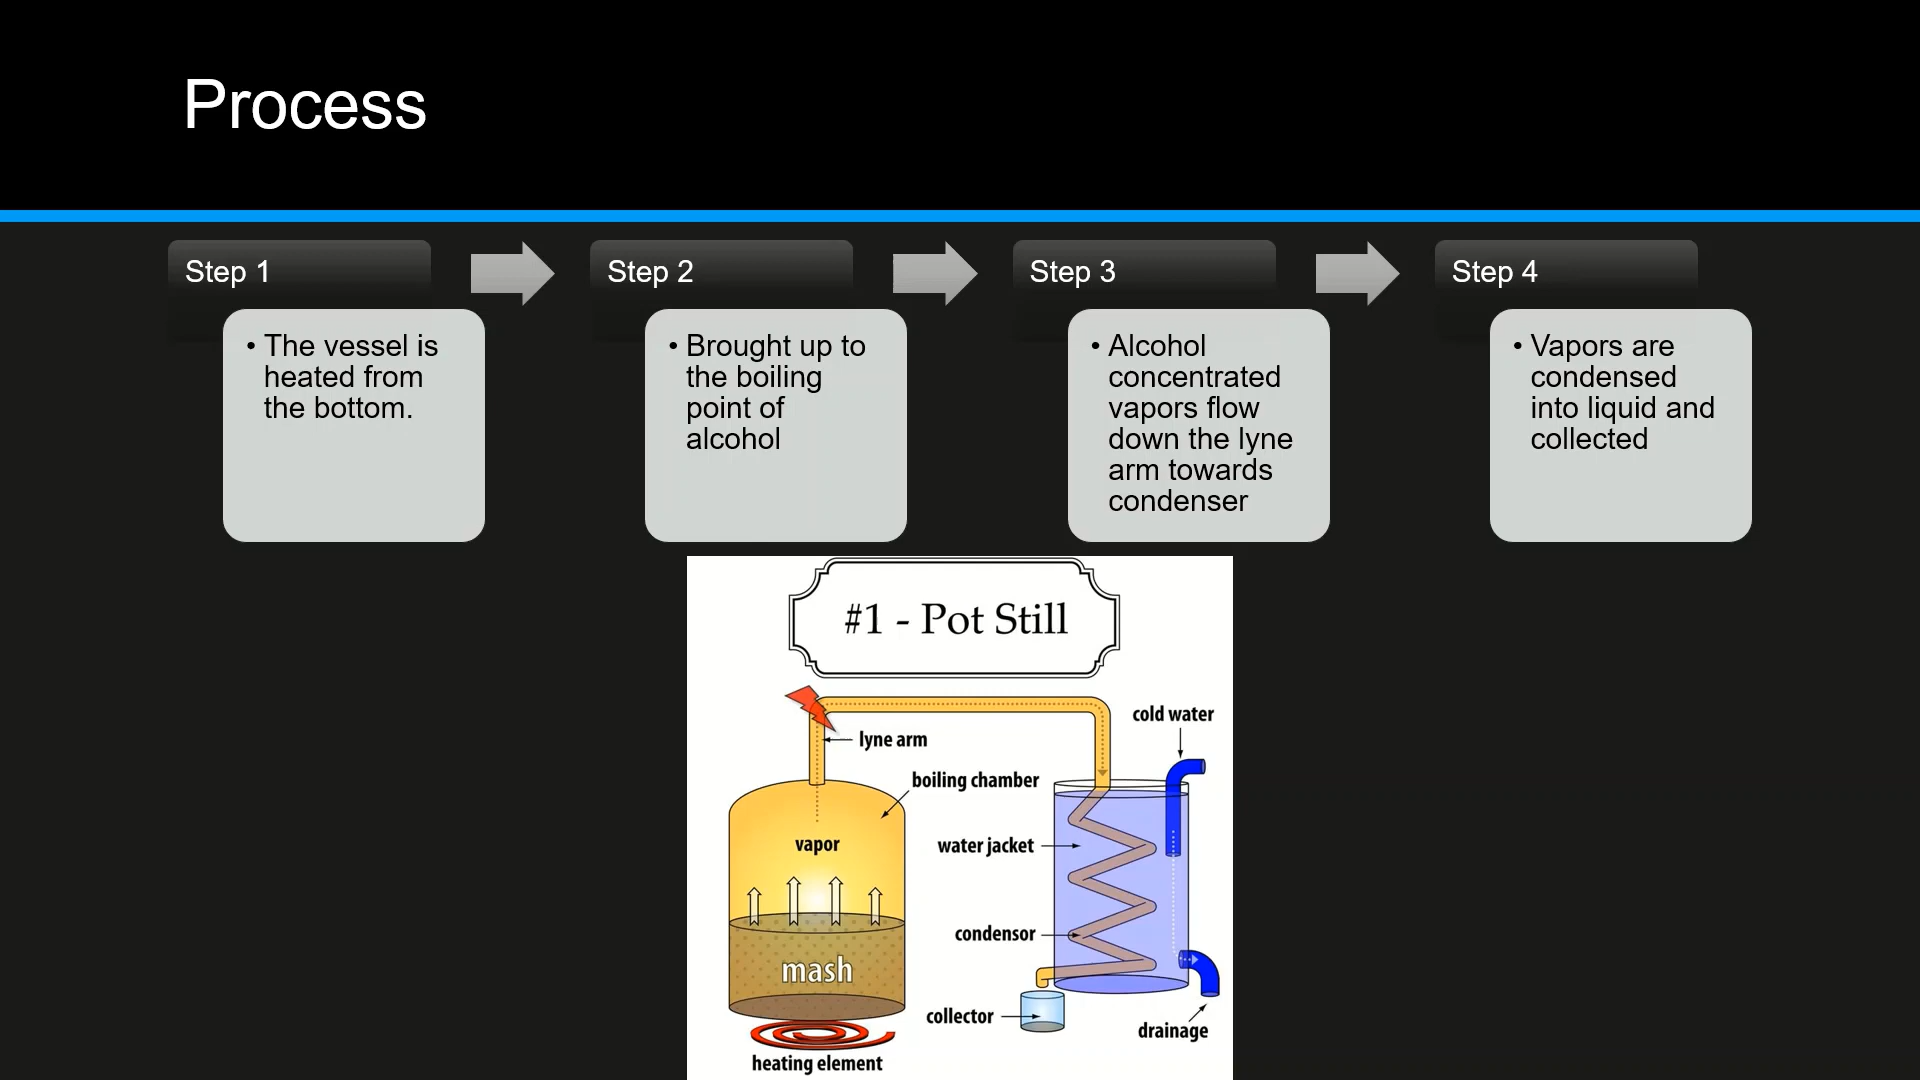 Process
Step 1
• The vessel is
heated from
the bottom.
Step 2
• Brought up to
the boiling
point of
alcohol
Step 3
• Alcohol
concentrated
vapors flow
down the lyne
arm towards
condenser
Step 4
• Vapors are
condensed
into liquid and
collected
#1 - Pot Still
cold water
lyne arm
boiling chamber
vapor
water jacket
condensor
mash
collector
drainage
heating element